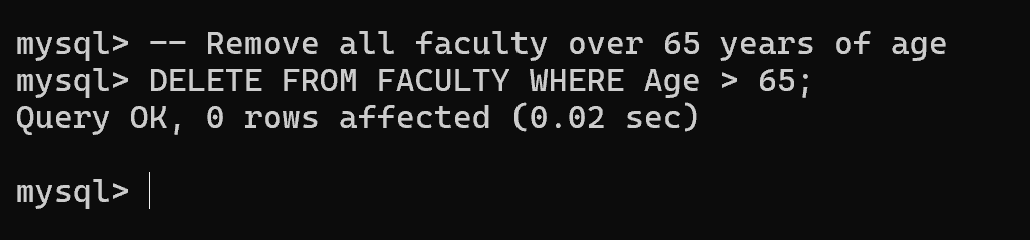 mysql> -- Remove all faculty over 65 years of age
mysql> DELETE FROM FACULTY WHERE Age > 65;
Query OK, 0 rows affected (0.02 sec)
mysql>